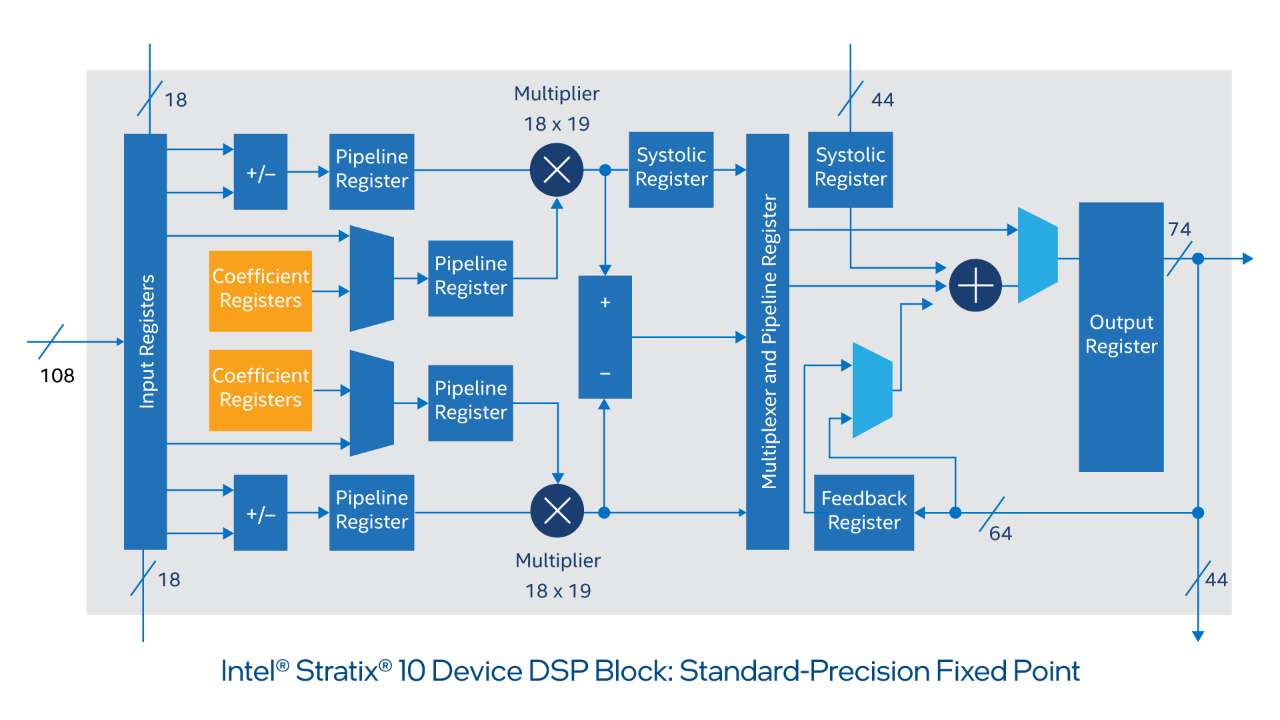 18
44
Multiplier
18 x 19
+/–
Pipeline
Register
Systolic
Register
Systolic
Register
Input Registers
Coefficient
Registers
Pipeline
Register
Multiplexer and Pipeline Register
74
+
–
Output
Register
108
Coefficient
Registers
Pipeline
Register
+/–
Pipeline
Register
Feedback
Register
64
Multiplier
18 x 19
18
44
Intel® Stratix® 10 Device DSP Block: Standard-Precision Fixed Point